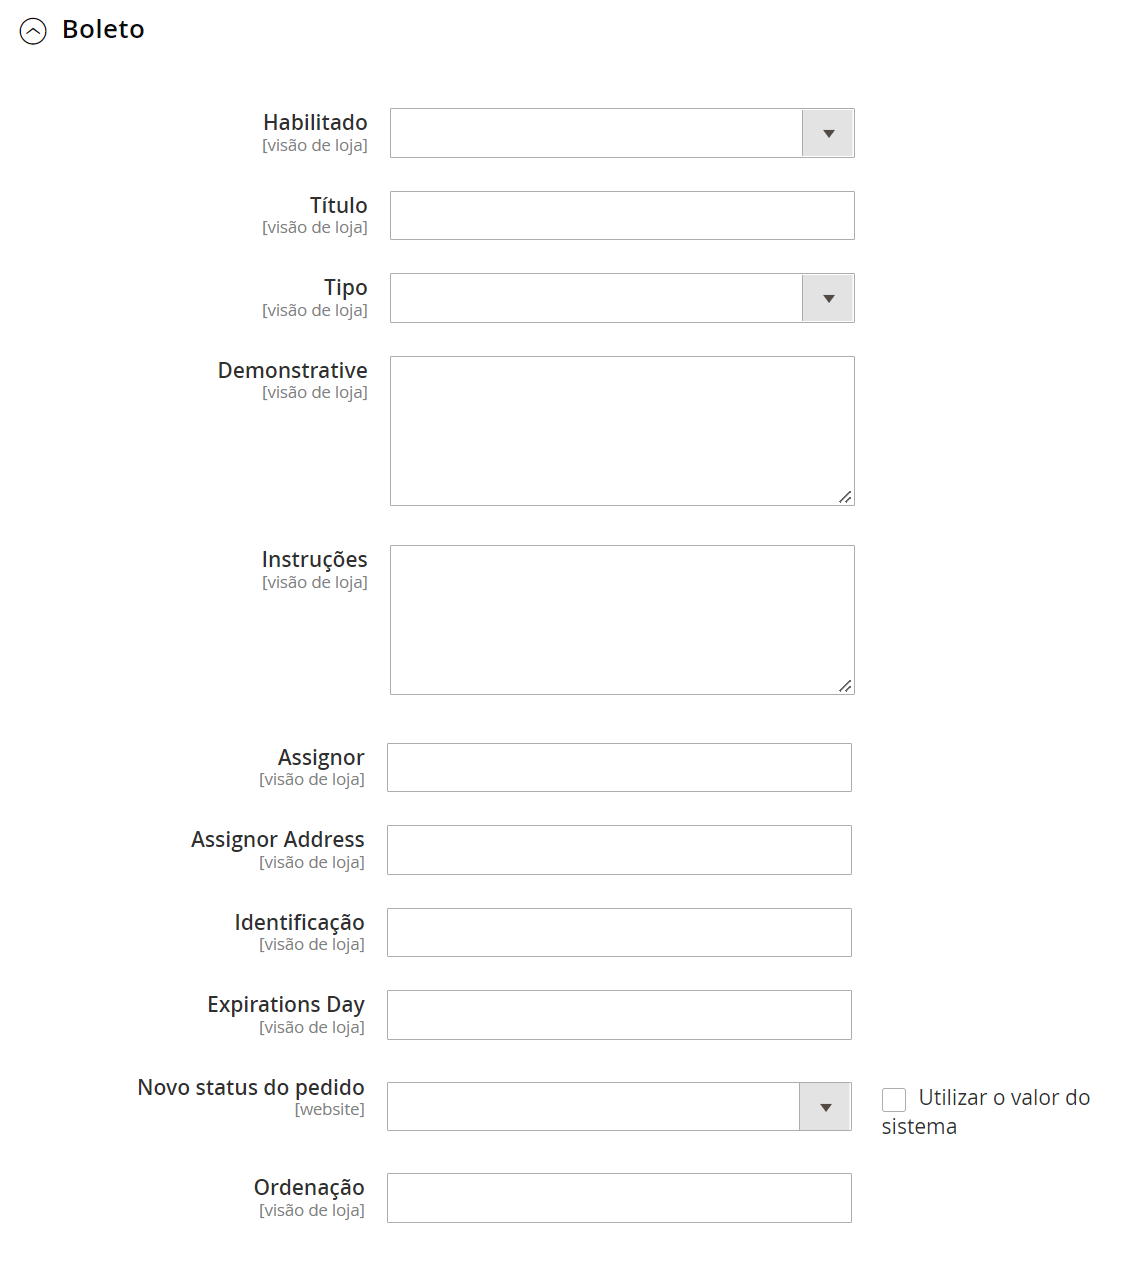 Boleto
Habilitado
[visão de loja]
Título
[visão de loja]
Tipo
[visão de loja]
Demonstrative
[visão de loja]
Instruções
[visão de loja]
Assignor
[visão de loja]
Assignor Address
[visão de loja]
Identificação
[visão de loja]
Expirations Day
[visão de loja]
Novo status do pedido
[website]
Utilizar o valor do
sistema
Ordenação
[visão de loja]